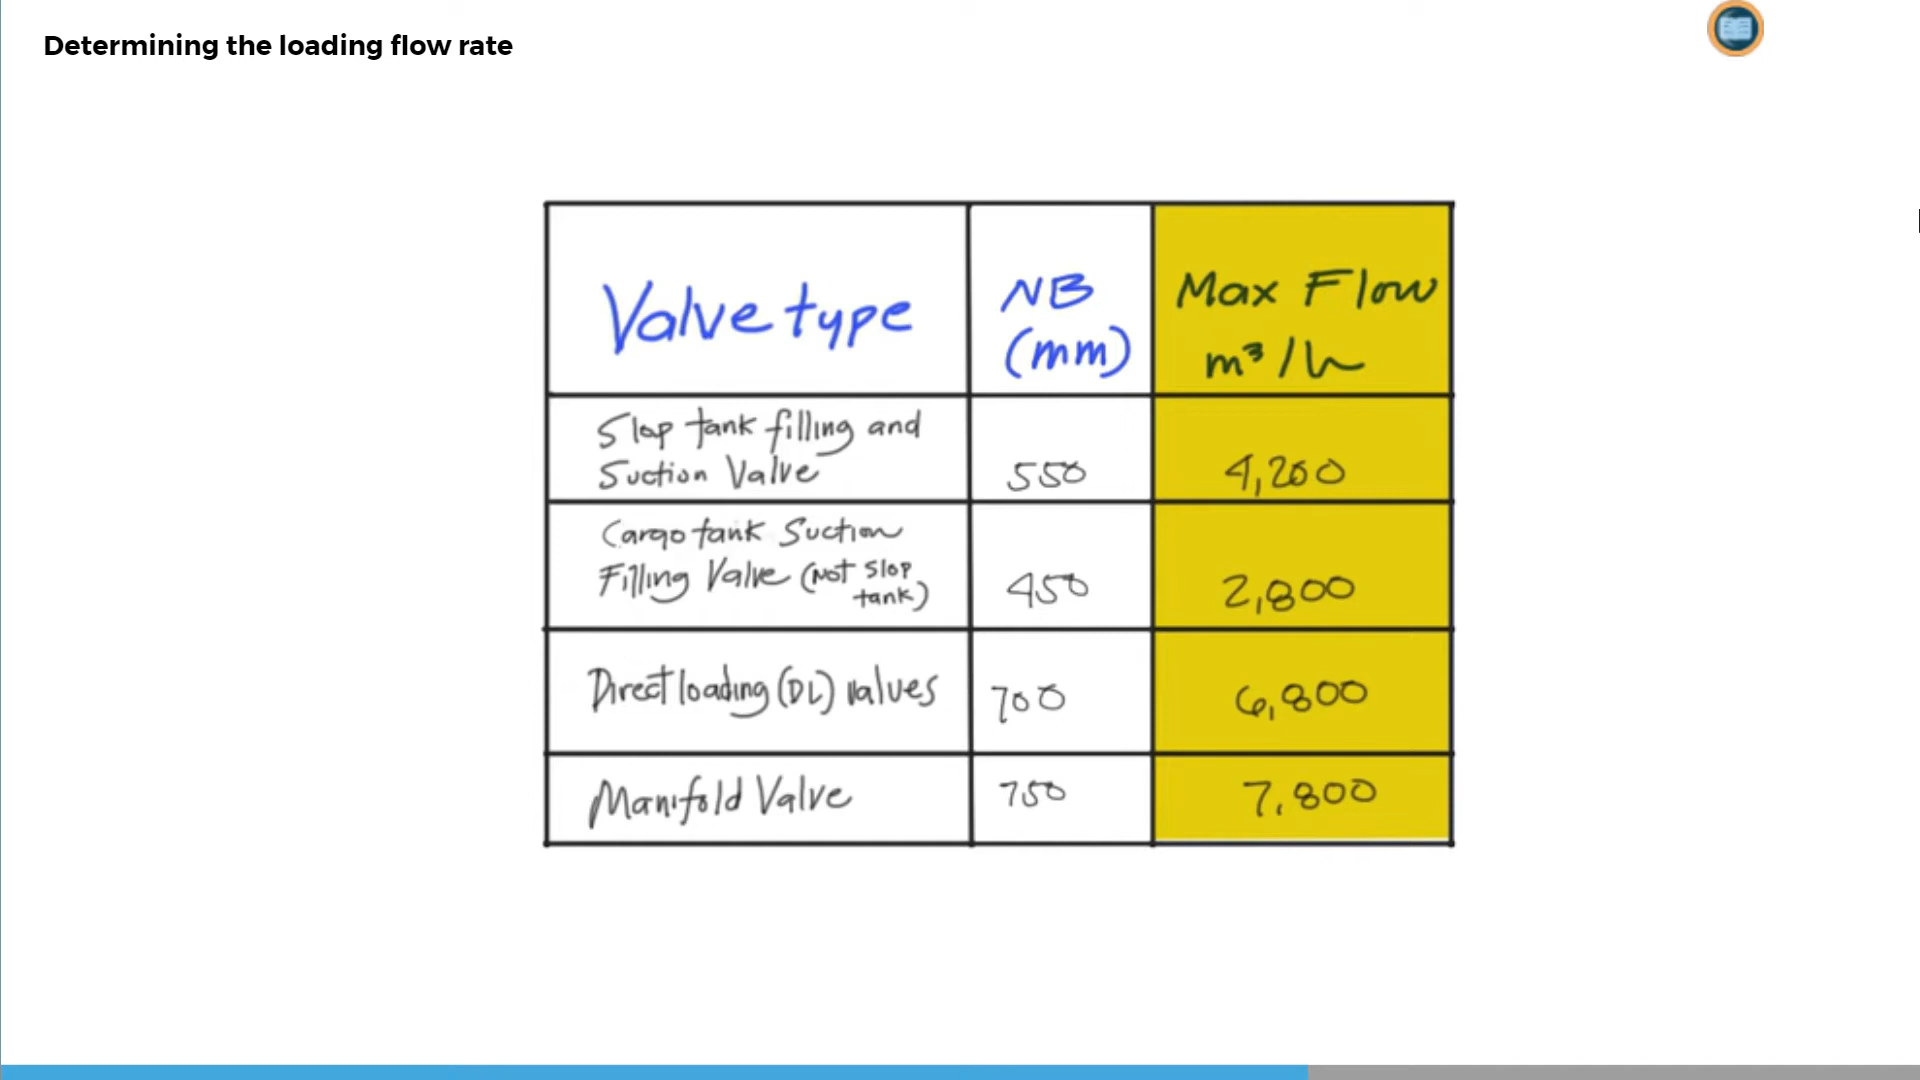 Determining the loading flow rate
Valve type
NB
(mm)
Max Flow
m³/h
Slop tank filling and
Suction Valve
550
4,200
Cargo tank Suction
Filling Valve (Not Slop
tank)
450
2,800
Direct loading (DL) valves
700
6,800
Manifold Valve
750
7,800